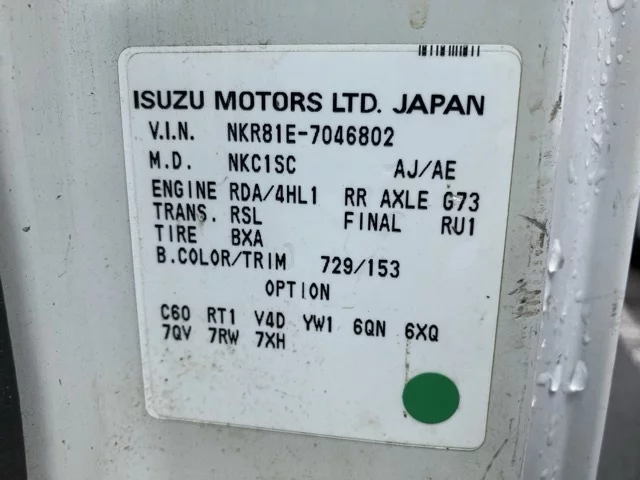 ISUZU MOTORS LTD. JAPAN
V.I.N. NKR81E-7046802
M.D. NKC1SC AJ/AE
ENGINE RDA/4HL1 RR AXLE G73
TRANS. RSL FINAL RU1
TIRE BXA
B.COLOR/TRIM 729/153
OPTION
C60 RT1 V4D YW1 6QN 6XQ
7QV 7RW 7XH